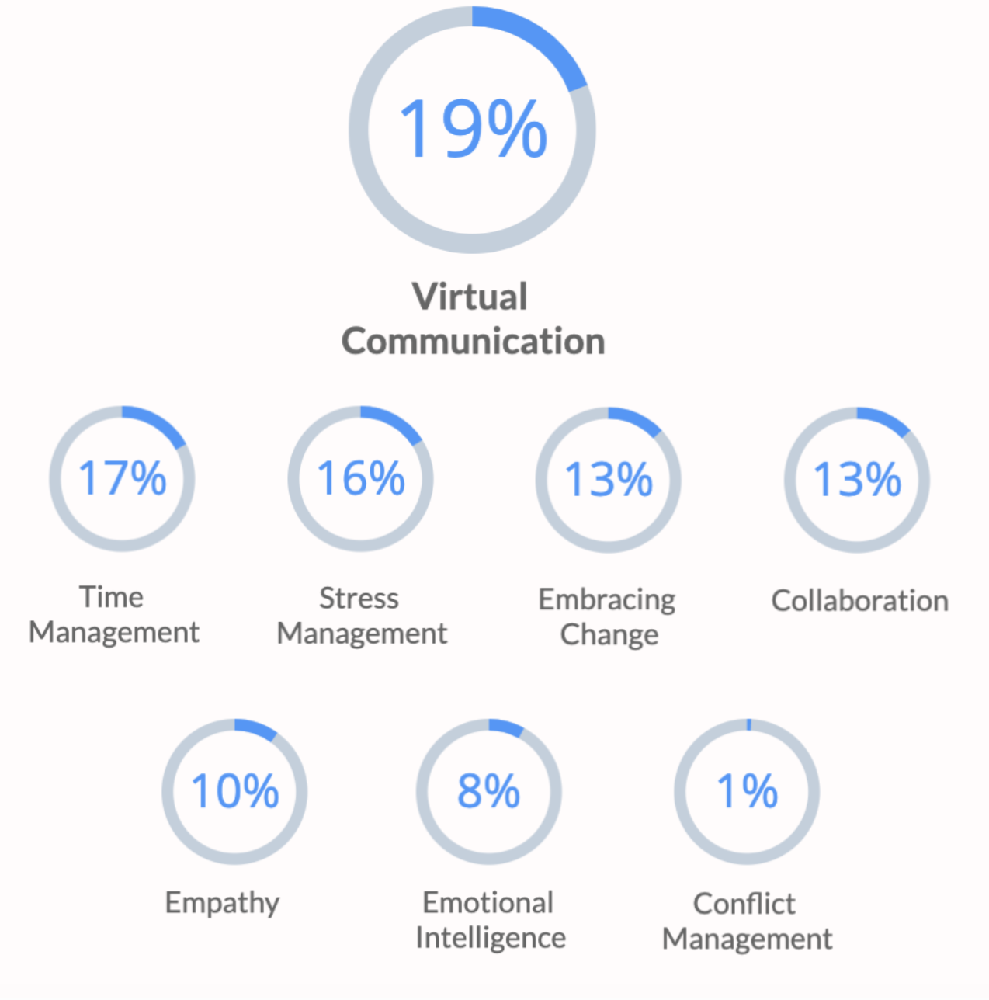 19%
Virtual
Communication
17%
16%
13%
13%
Time
Management
Stress
Management
Embracing
Change
Collaboration
10%
8%
1%
Empathy
Emotional
Intelligence
Conflict
Management